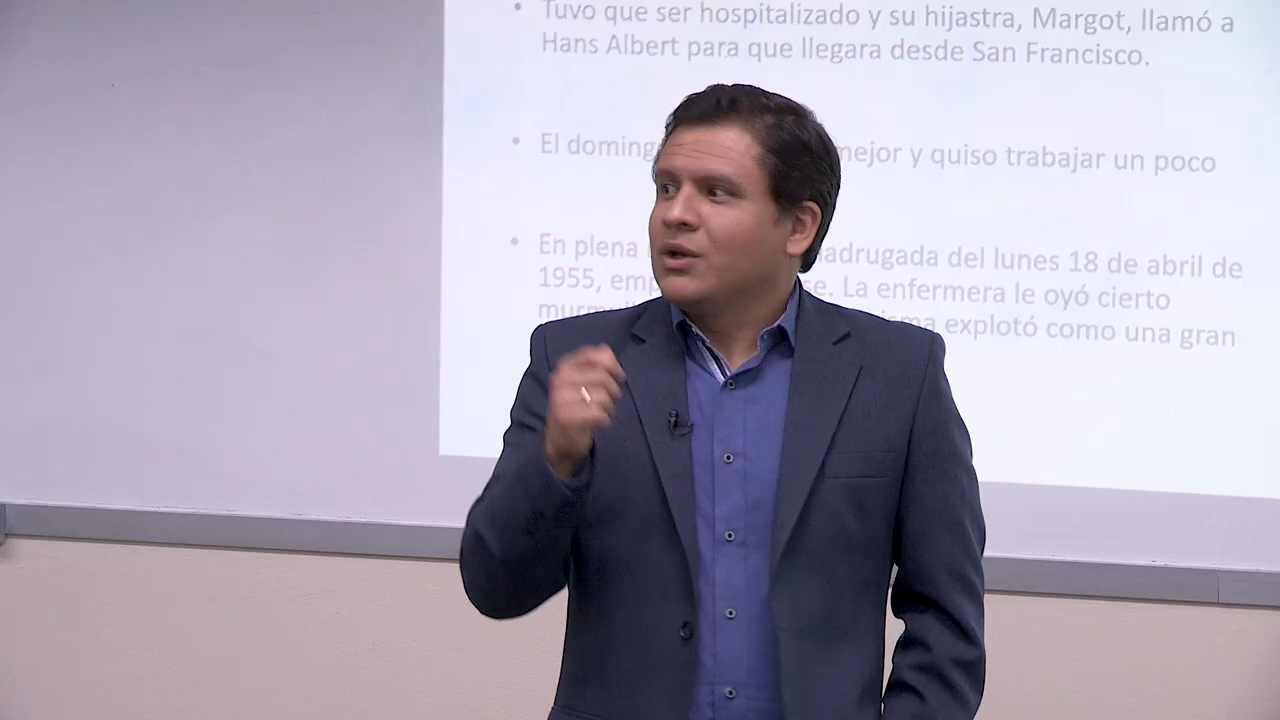 • Tuvo que ser hospitalizado y su hijastra, Margot, llamó a
Hans Albert para que llegara desde San Francisco.
• El doming mejor y quiso trabajar un poco
• En plena adrugada del lunes 18 de abril de
1955, emp se. La enfermera le oyó cierto
explotó como una gran